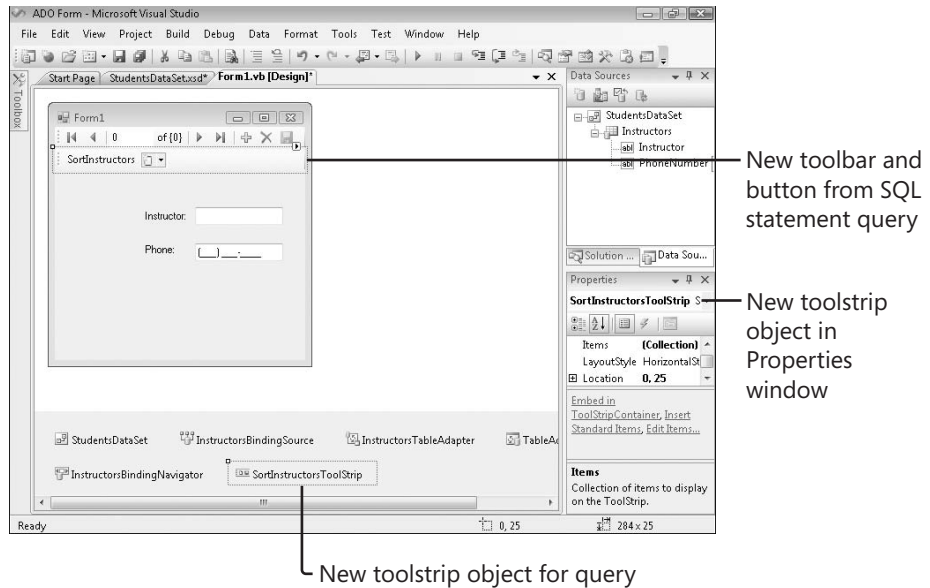 ADO Form - Microsoft Visual Studio
File Edit View Project Build Debug Data Format Tools Test Window Help
Toolbox
Start Page StudentsDataSet.xsd* Form1.vb [Design]*
Data Sources
Form1
0 of {0}
SortInstructors
Instructor:
Phone: (___) ___-____
StudentsDataSet
Instructors
Instructor
PhoneNumber
Solution ... Data Sou...
Properties
SortInstructorsToolStrip S
Items (Collection)
LayoutStyle HorizontalSt
Location 0, 25
Embed in
ToolStripContainer, Insert
Standard Items, Edit Items...
Items
Collection of items to display
on the ToolStrip.
StudentsDataSet InstructorsBindingSource InstructorsTableAdapter TableAd
InstructorsBindingNavigator SortInstructorsToolStrip
Ready 0, 25 284 x 25
New toolbar and
button from SQL
statement query
New toolstrip
object in
Properties
window
New toolstrip object for query